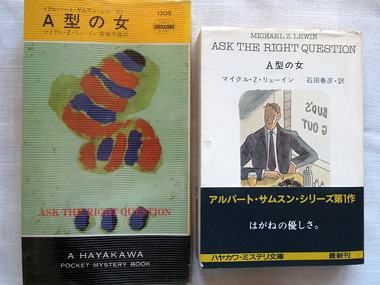 〈アルバート・サムスン・シリーズ〉
1305
A型の女
マイクル・Z・リューイン
ASK THE RIGHT QUESTION
A HAYAKAWA
POCKET MYSTERY BOOK
MICHAEL Z. LEWIN
ASK THE RIGHT QUESTION
A型の女
マイクル・Z・リューイン 石田善彦・訳
BUD'S
G OUT
アルバート・サムスン・シリーズ第1作
はがねの優しさ。
ハヤカワ・ミステリ文庫 最新刊